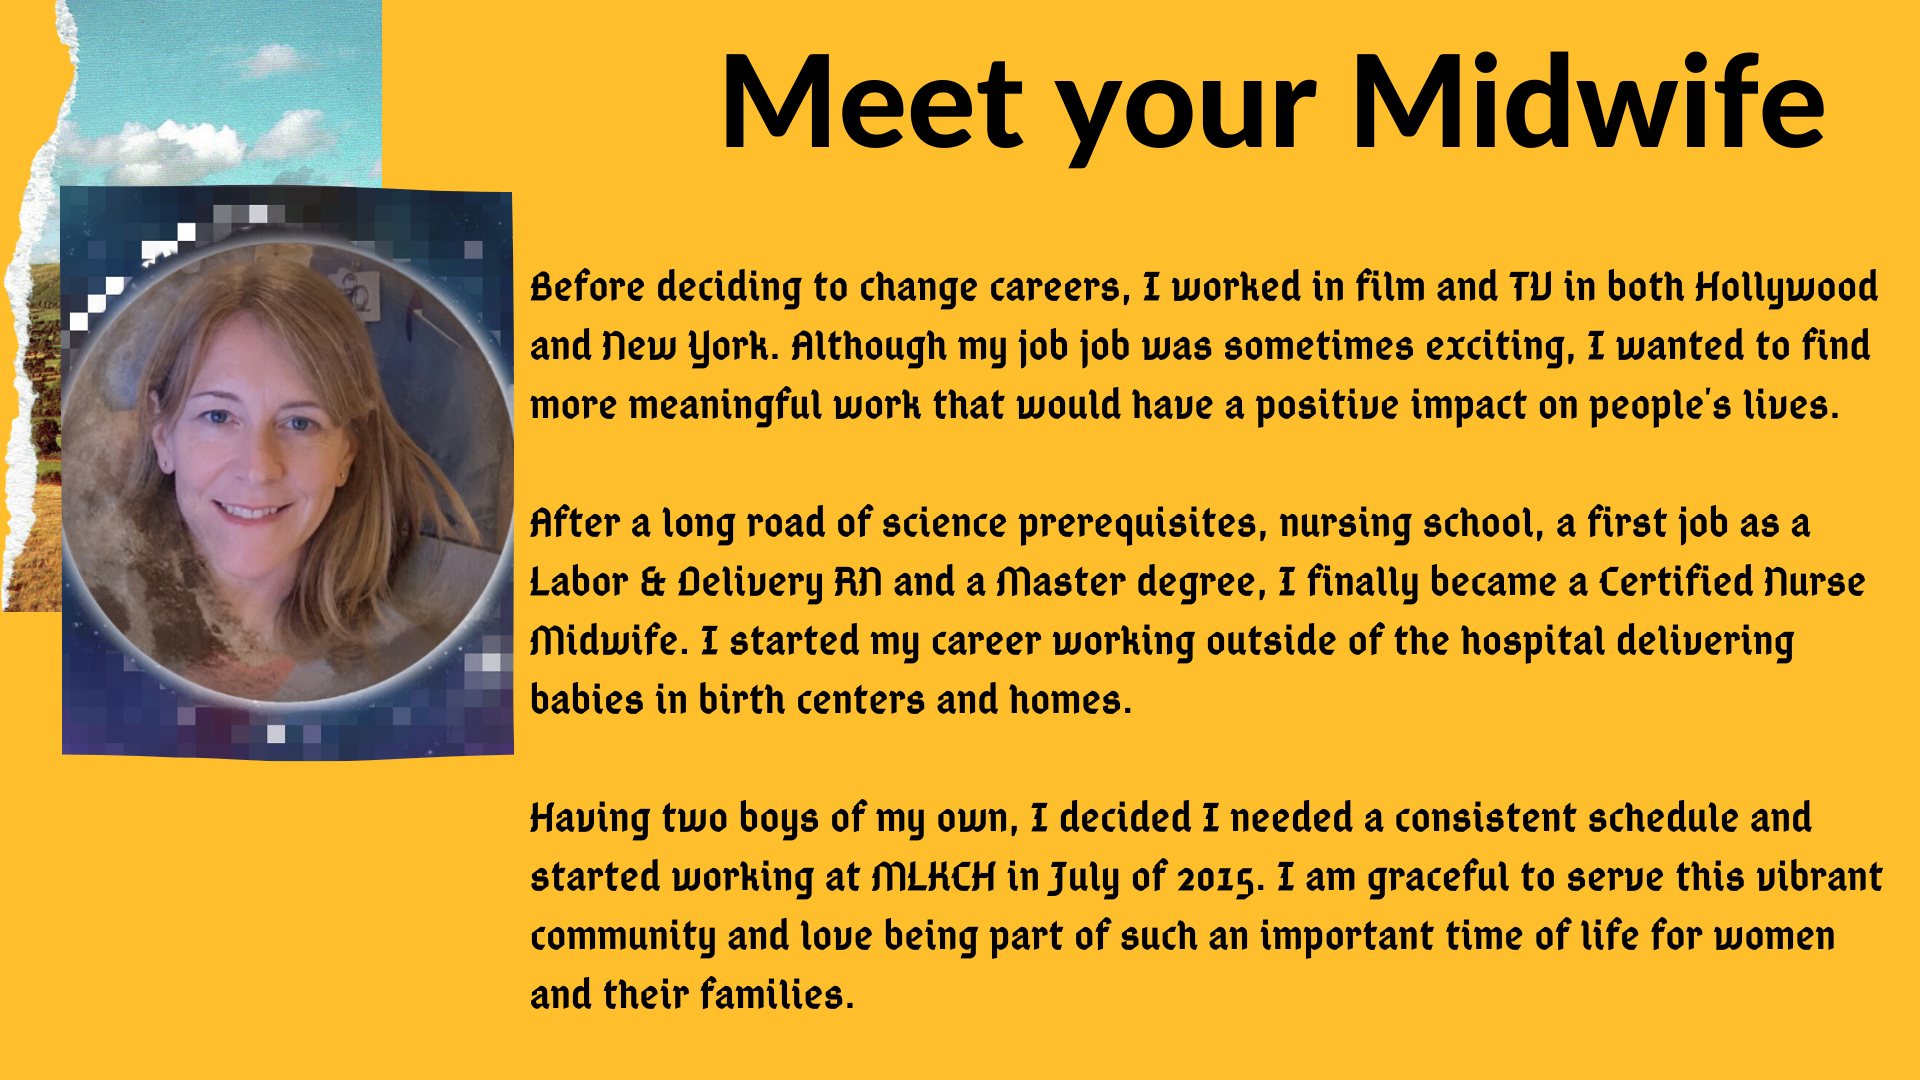 Meet your Midwife
Before deciding to change careers, I worked in film and TV in both Hollywood
and New York. Although my job job was sometimes exciting, I wanted to find
more meaningful work that would have a positive impact on people's lives.
After a long road of science prerequisites, nursing school, a first job as a
Labor & Delivery RN and a Master degree, I finally became a Certified Nurse
Midwife. I started my career working outside of the hospital delivering
babies in birth centers and homes.
Having two boys of my own, I decided I needed a consistent schedule and
started working at MLKCH in July of 2015. I am graceful to serve this vibrant
community and love being part of such an important time of life for women
and their families.